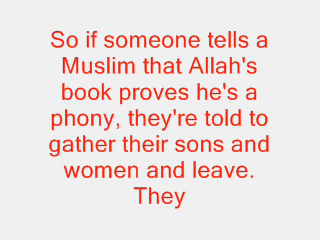 So if someone tells a
Muslim that Allah's
book proves he's a
phony, they're told to
gather their sons and
women and leave.
They